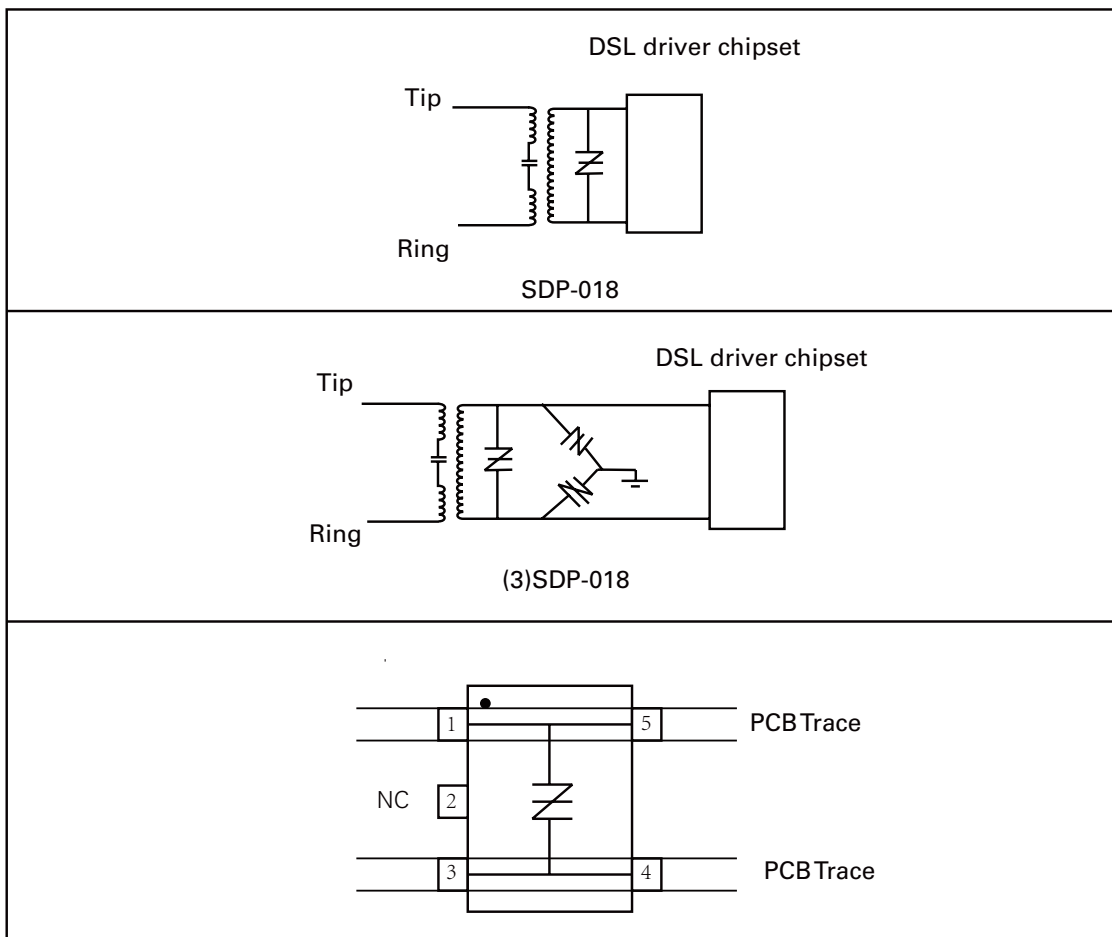 DSL driver chipset
Tip
Ring
SDP-018
DSL driver chipset
Tip
Ring
(3)SDP-018
1
5
PCB Trace
NC
2
3
4
PCB Trace